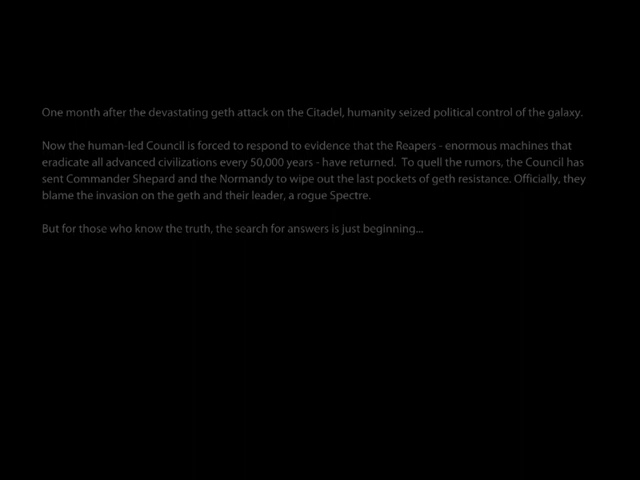 One month after the devastating geth attack on the Citadel, humanity seized political control of the galaxy.
Now the human-led Council is forced to respond to evidence that the Reapers - enormous machines that
eradicate all advanced civilizations every 50,000 years - have returned.  To quell the rumors, the Council has
sent Commander Shepard and the Normandy to wipe out the last pockets of geth resistance. Officially, they
blame the invasion on the geth and their leader, a rogue Spectre.
But for those who know the truth, the search for answers is just beginning...